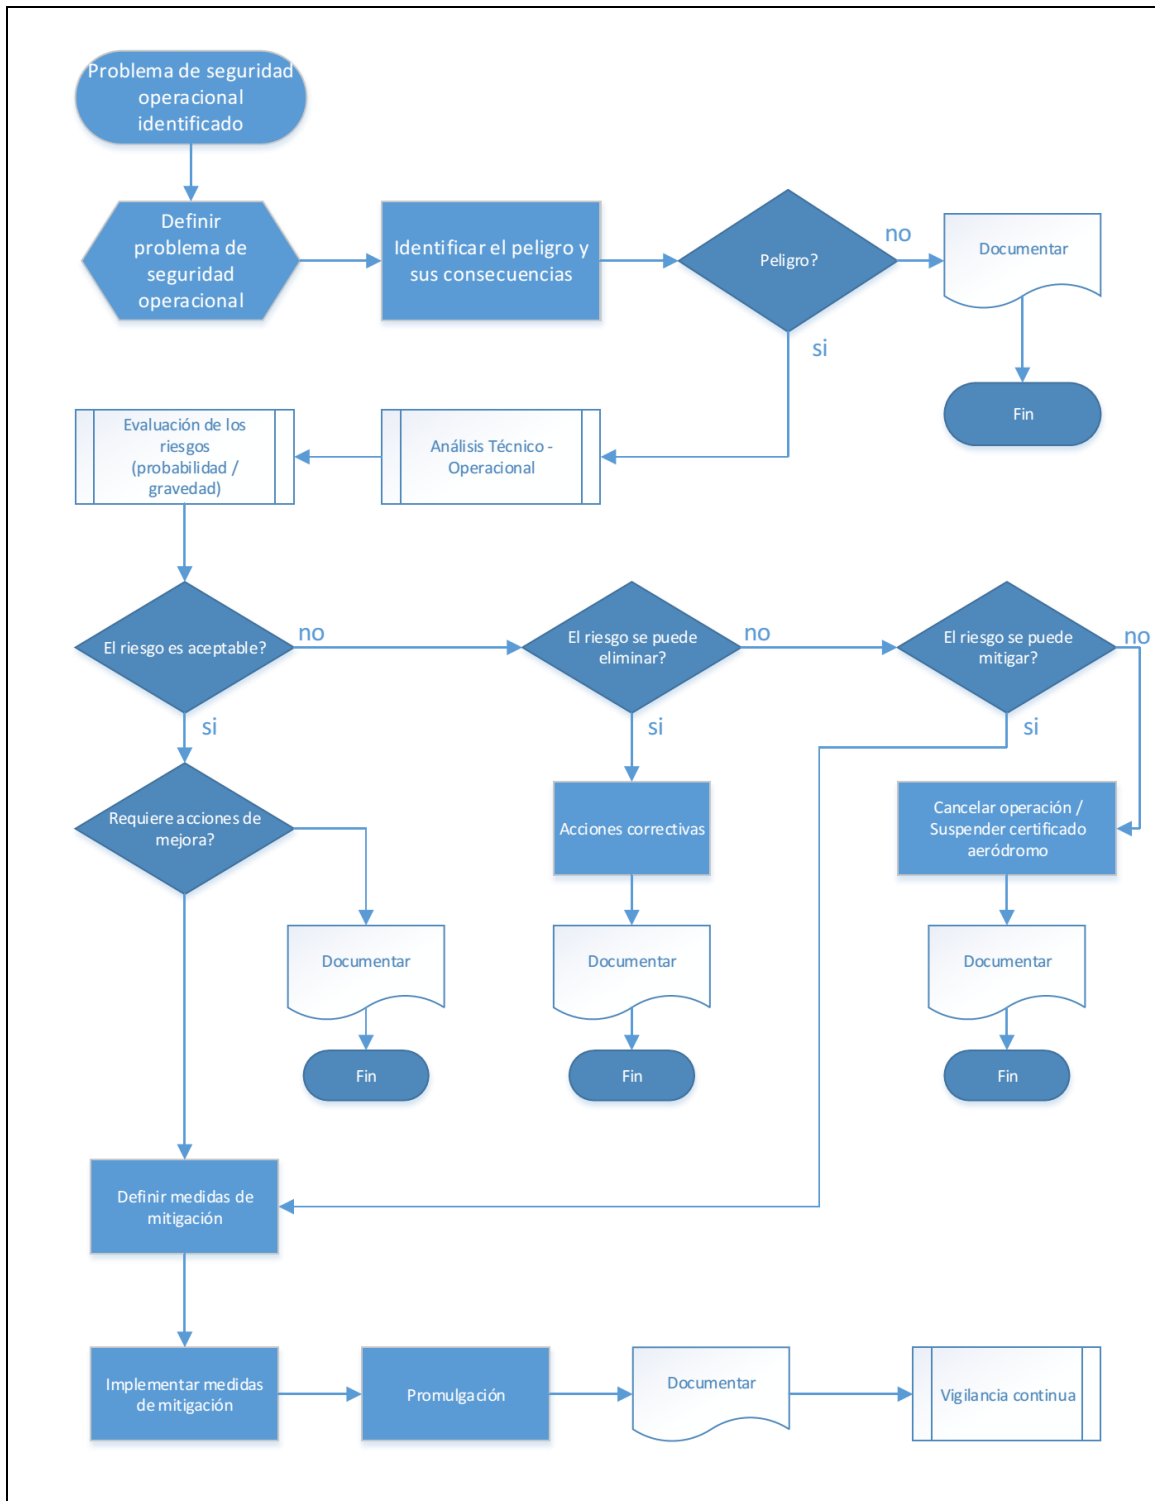 Problema de seguridad
operacional
identificado
Definir
problema de
seguridad
operacional
Identificar el peligro y
sus consecuencias
Peligro?
no
Documentar
si
Fin
Evaluación de los
riesgos
(probabilidad /
gravedad)
Análisis Técnico -
Operacional
El riesgo es aceptable?
no
El riesgo se puede
eliminar?
no
El riesgo se puede
mitigar?
no
si
si
si
Requiere acciones de
mejora?
Acciones correctivas
Cancelar operación /
Suspender certificado
aeródromo
Documentar
Documentar
Documentar
Fin
Fin
Fin
Definir medidas de
mitigación
Implementar medidas
de mitigación
Promulgación
Documentar
Vigilancia continua